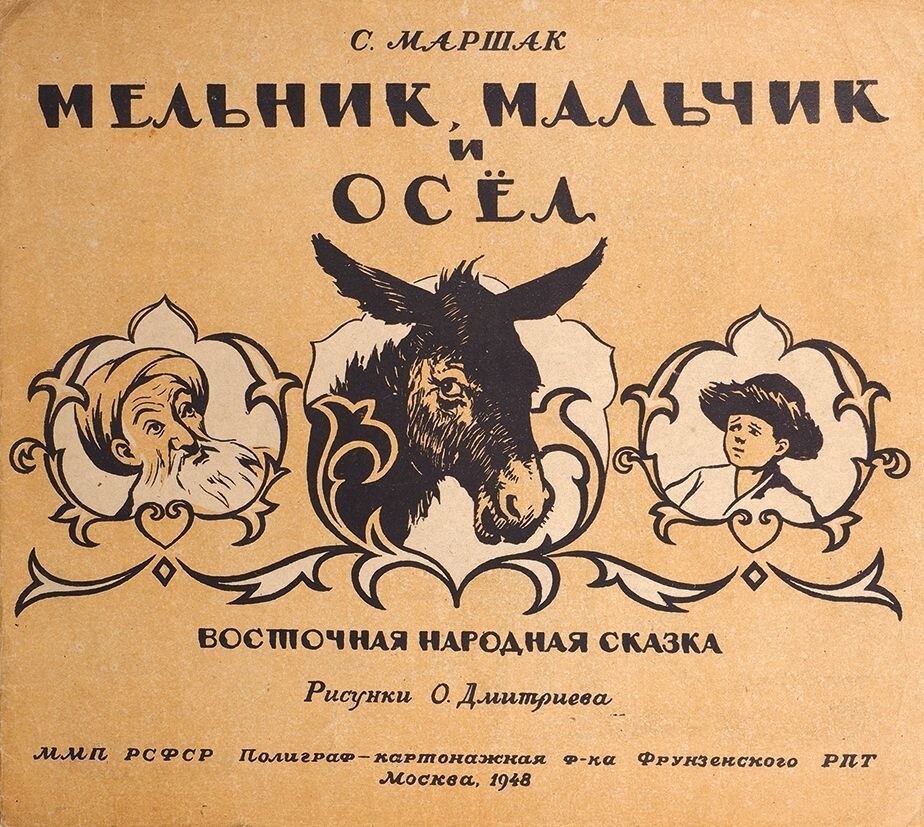 С. МАРШАК
МЕЛЬНИК, МАЛЬЧИК
И
ОСЁЛ
ВОСТОЧНАЯ НАРОДНАЯ СКАЗКА
Рисунки О. Дмитриева
ММП РСФСР Полиграф-картонажная ф-ка Фрунзенского РПТ
Москва, 1948